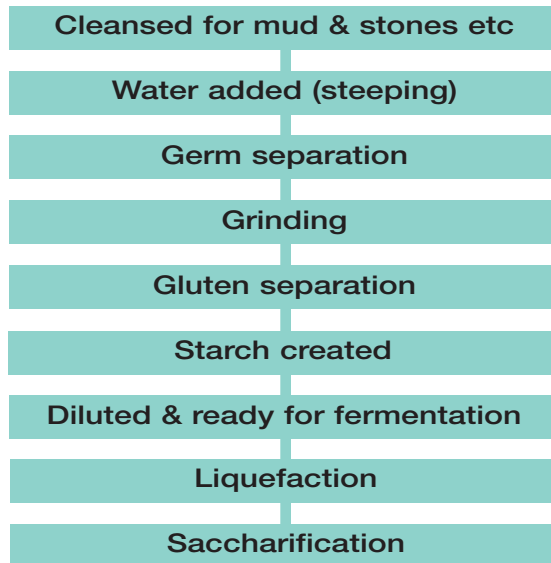 Cleansed for mud & stones etc
Water added (steeping)
Germ separation
Grinding
Gluten separation
Starch created
Diluted & ready for fermentation
Liquefaction
Saccharification